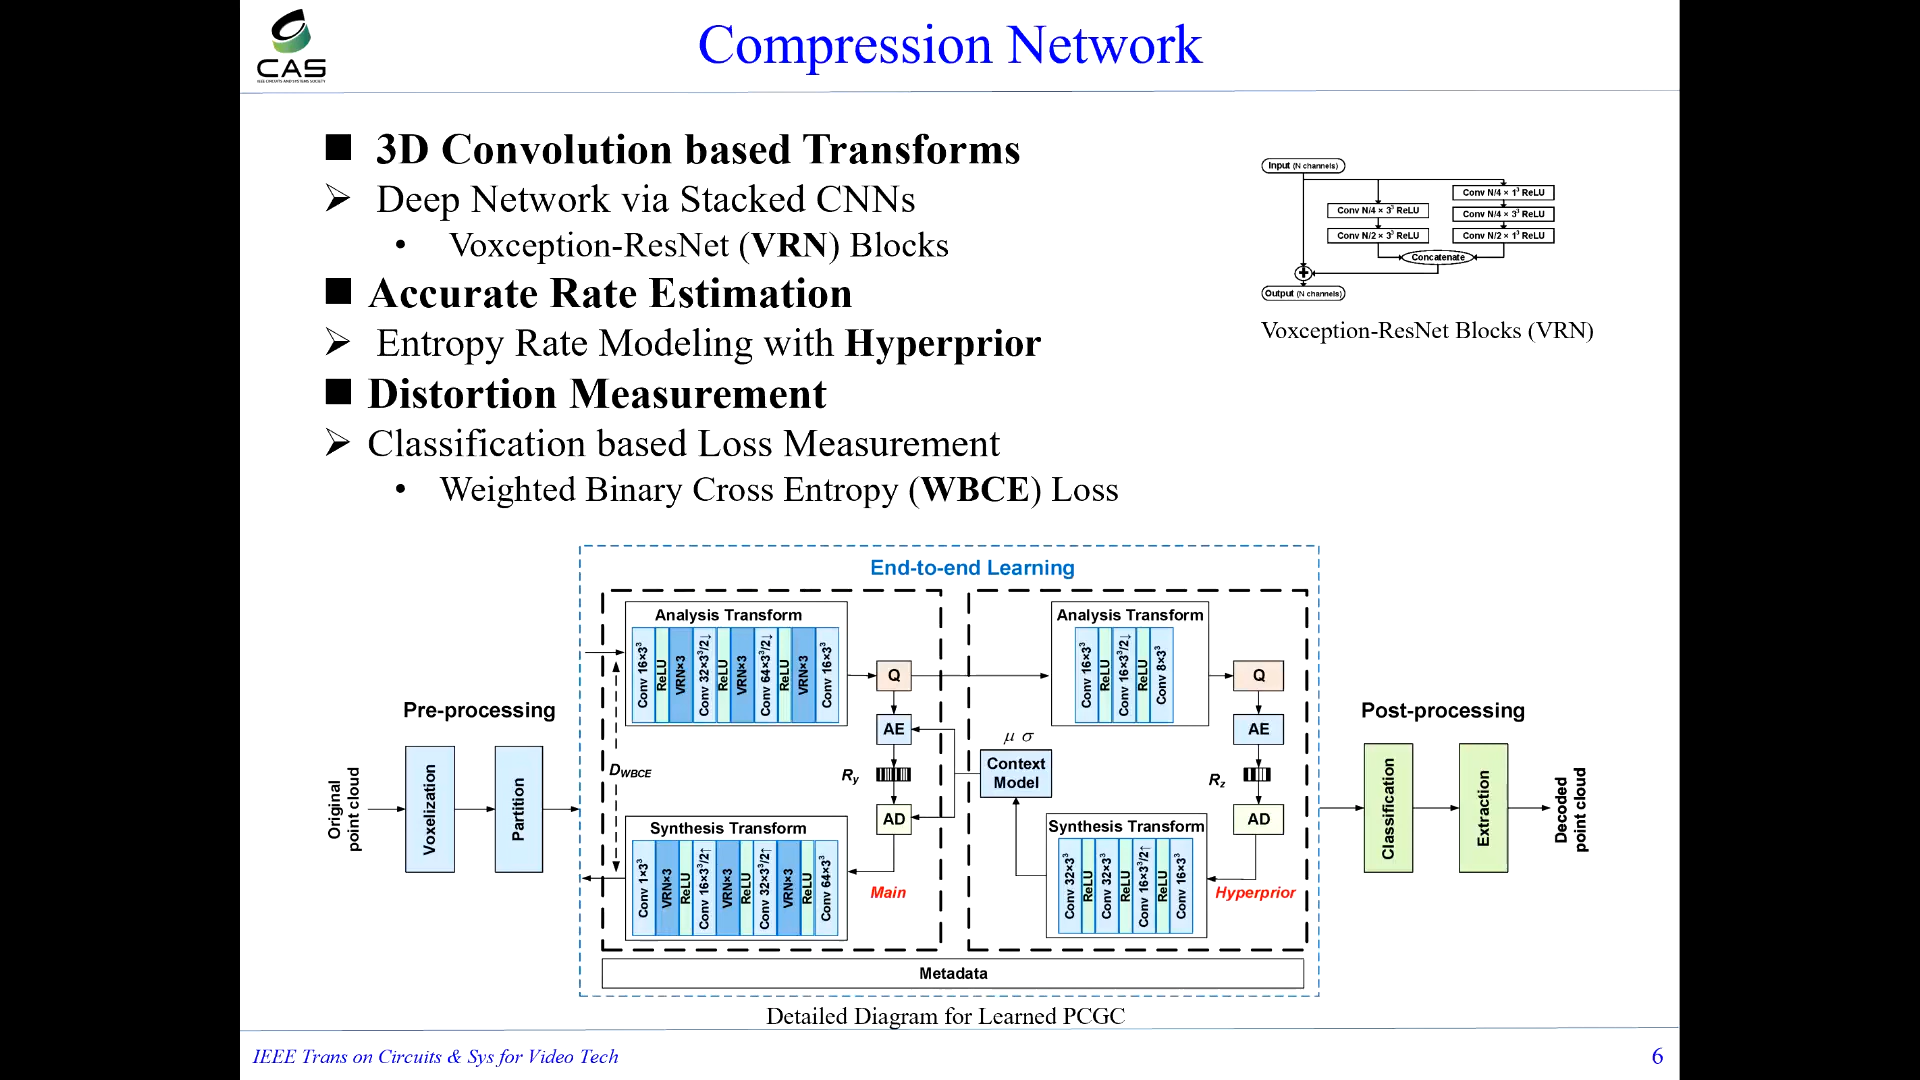 CAS
IEEE CIRCUITS AND SYSTEMS SOCIETY
Compression Network
■ 3D Convolution based Transforms
➢ Deep Network via Stacked CNNs
• Voxception-ResNet (VRN) Blocks
■ Accurate Rate Estimation
➢ Entropy Rate Modeling with Hyperprior
■ Distortion Measurement
➢ Classification based Loss Measurement
• Weighted Binary Cross Entropy (WBCE) Loss
Input (N channels)
Conv N/4 × 3³ ReLU
Conv N/2 × 3³ ReLU
Conv N/4 × 1³ ReLU
Conv N/4 × 3³ ReLU
Conv N/2 × 1³ ReLU
Concatenate
+
Output (N channels)
Voxception-ResNet Blocks (VRN)
End-to-end Learning
Pre-processing
Original
point cloud
Voxelization
Partition
Analysis Transform
Conv 16×3³
ReLU
VRN×3
Conv 32×3³/2↓
ReLU
VRN×3
Conv 64×3³/2↓
ReLU
VRN×3
Conv 16×3³
D_WBCE
Synthesis Transform
Conv 1×3³
VRN×3
ReLU
Conv 16×3³/2↑
VRN×3
ReLU
Conv 32×3³/2↑
VRN×3
ReLU
Conv 64×3³
Q
AE
R_y
AD
Main
Analysis Transform
Conv 16×3³
ReLU
Conv 16×3³/2↓
ReLU
Conv 8×3³
μ σ
Context
Model
Synthesis Transform
Conv 32×3³
ReLU
Conv 32×3³
ReLU
Conv 16×3³/2↑
ReLU
Conv 16×3³
Q
AE
R_z
AD
Hyperprior
Metadata
Post-processing
Classification
Extraction
Decoded
point cloud
Detailed Diagram for Learned PCGC
IEEE Trans on Circuits & Sys for Video Tech
6